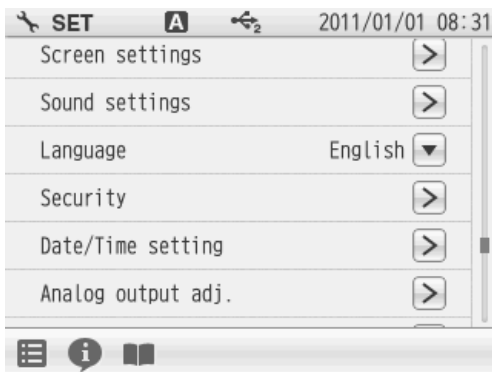 SET A 2 2011/01/01 08:31
Screen settings
Sound settings
Language English
Security
Date/Time setting
Analog output adj.